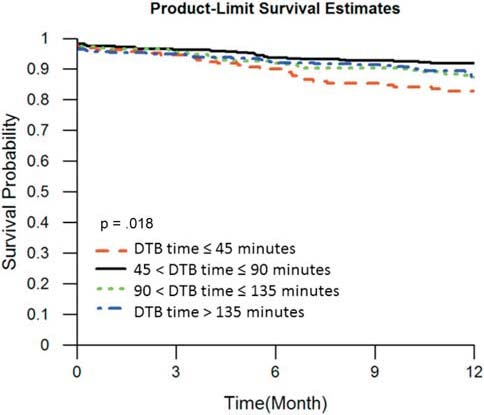 Product-Limit Survival Estimates
Survival Probability
1
0.9
0.8
0.7
0.6
0.5
0.4
0.3
0.2
0.1
0
p = .018
DTB time ≤ 45 minutes
45 < DTB time ≤ 90 minutes
90 < DTB time ≤ 135 minutes
DTB time > 135 minutes
0 3 6 9 12
Time(Month)